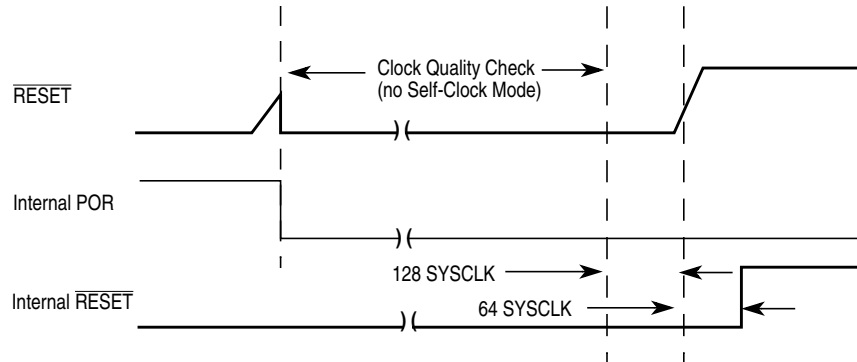 Clock Quality Check
(no Self-Clock Mode)
RESET
Internal POR
128 SYSCLK
64 SYSCLK
Internal RESET